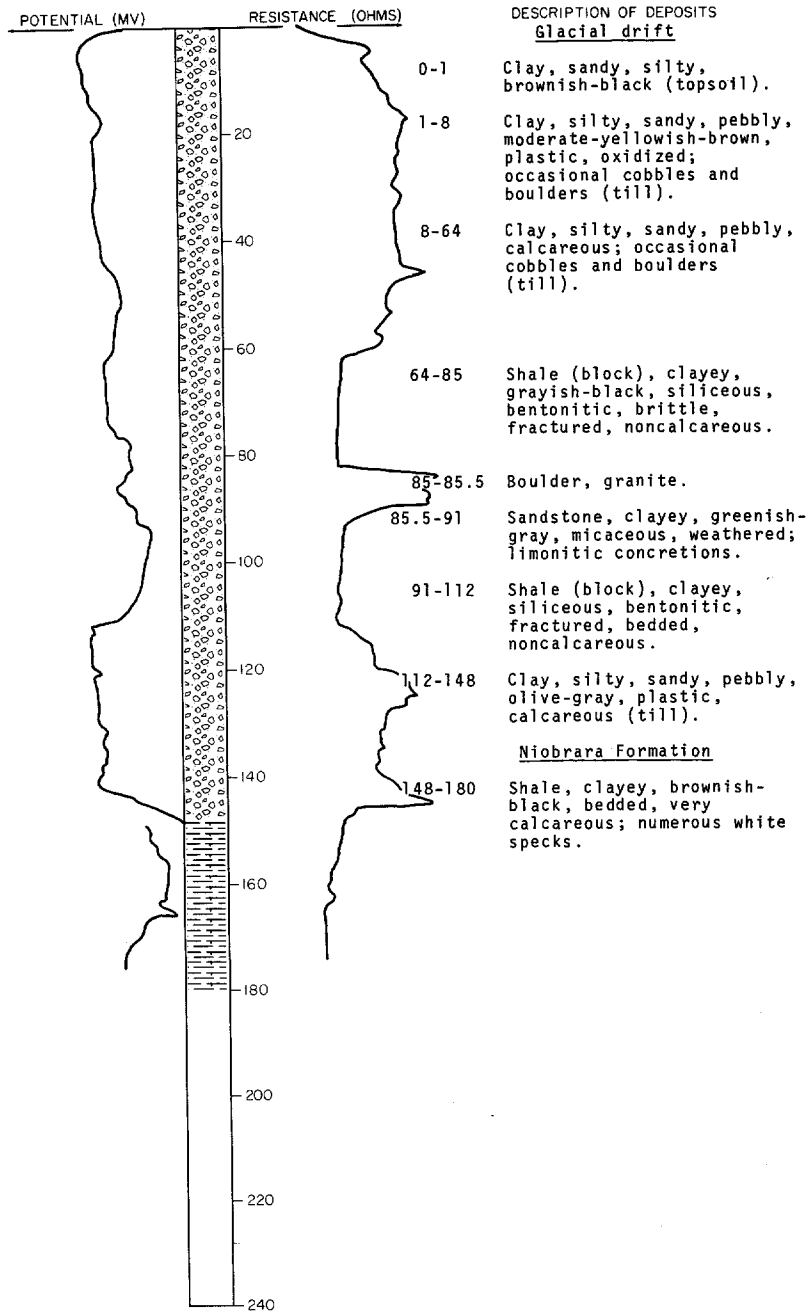 POTENTIAL (MV) RESISTANCE (OHMS) DESCRIPTION OF DEPOSITS
Glacial drift
0-1 Clay, sandy, silty,
brownish-black (topsoil).
1-8 Clay, silty, sandy, pebbly,
moderate-yellowish-brown,
plastic, oxidized;
occasional cobbles and
boulders (till).
8-64 Clay, silty, sandy, pebbly,
calcareous; occasional
cobbles and boulders
(till).
64-85 Shale (block), clayey,
grayish-black, siliceous,
bentonitic, brittle,
fractured, noncalcareous.
85-85.5 Boulder, granite.
85.5-91 Sandstone, clayey, greenish-
gray, micaceous, weathered;
limonitic concretions.
91-112 Shale (block), clayey,
siliceous, bentonitic,
fractured, bedded,
noncalcareous.
112-148 Clay, silty, sandy, pebbly,
olive-gray, plastic,
calcareous (till).
Niobrara Formation
148-180 Shale, clayey, brownish-
black, bedded, very
calcareous; numerous white
specks.
20
40
60
80
100
120
140
160
180
200
220
240